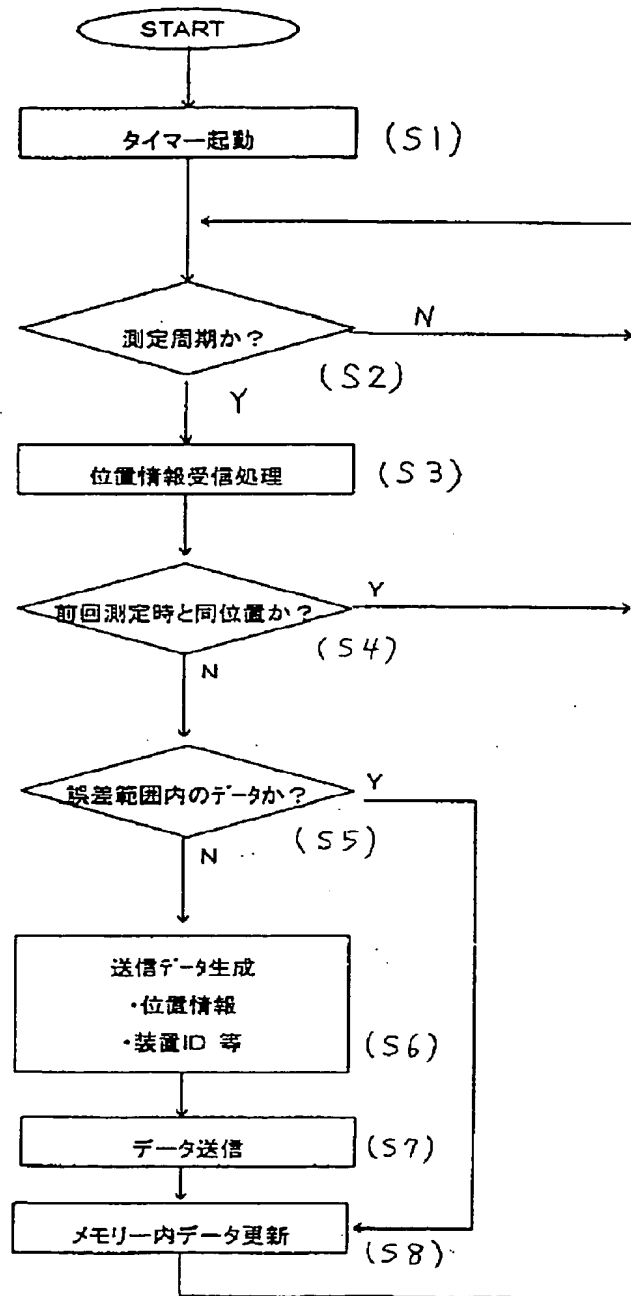 START
タイマー起動
(S1)
測定周期か?
N
(S2)
Y
位置情報受信処理
(S3)
前回測定時と同位置か?
Y
(S4)
N
誤差範囲内のデータか?
Y
(S5)
N
送信データ生成
・位置情報
・装置ID 等
(S6)
データ送信
(S7)
メモリー内データ更新
(S8)